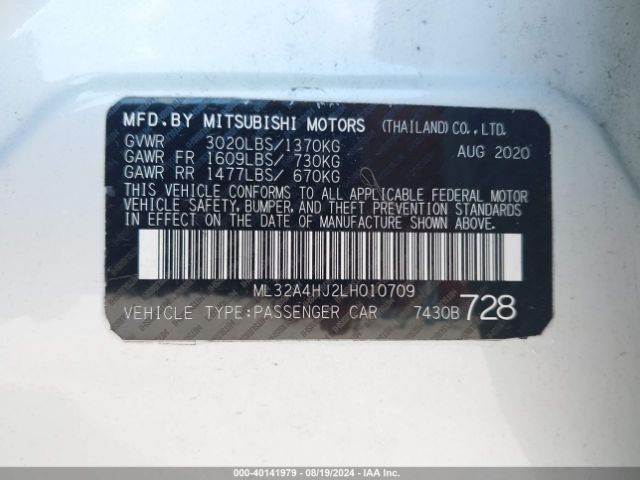 MFD.BY MITSUBISHI MOTORS (THAILAND) CO.,LTD.
GVWR 3020LBS/1370KG AUG 2020
GAWR FR 1609LBS/ 730KG
GAWR RR 1477LBS/ 670KG
THIS VEHICLE CONFORMS TO ALL APPLICABLE FEDERAL MOTOR
VEHICLE SAFETY, BUMPER, AND THEFT PREVENTION STANDARDS
IN EFFECT ON THE DATE OF MANUFACTURE SHOWN ABOVE.
ML32A4HJ2LH010709
VEHICLE TYPE:PASSENGER CAR 7430B 728
000-40141979 - 08/19/2024 - IAA, Inc.